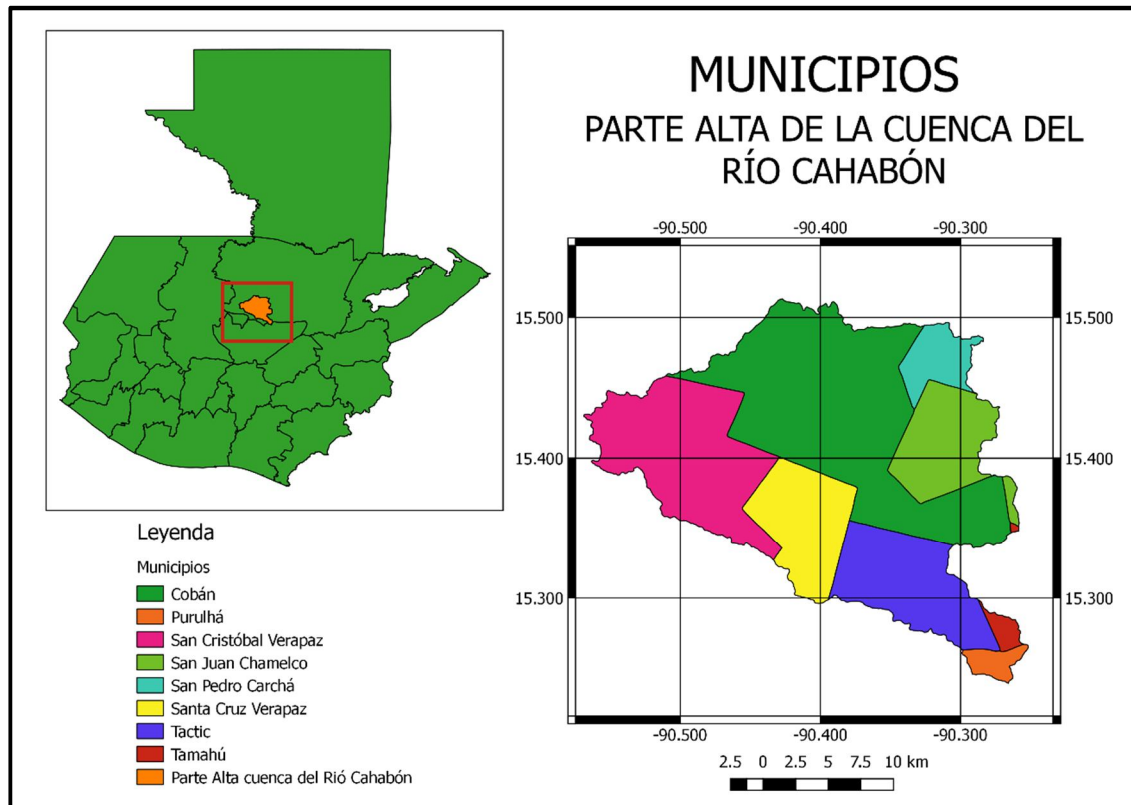 MUNICIPIOS
PARTE ALTA DE LA CUENCA DEL
RÍO CAHABÓN
-90.500 -90.400 -90.300
15.500 15.500
15.400 15.400
15.300 15.300
-90.500 -90.400 -90.300
2.5 0 2.5 5 7.5 10 km
Leyenda
Municipios
Cobán
Purulhá
San Cristóbal Verapaz
San Juan Chamelco
San Pedro Carchá
Santa Cruz Verapaz
Tactic
Tamahú
Parte Alta cuenca del Rió Cahabón